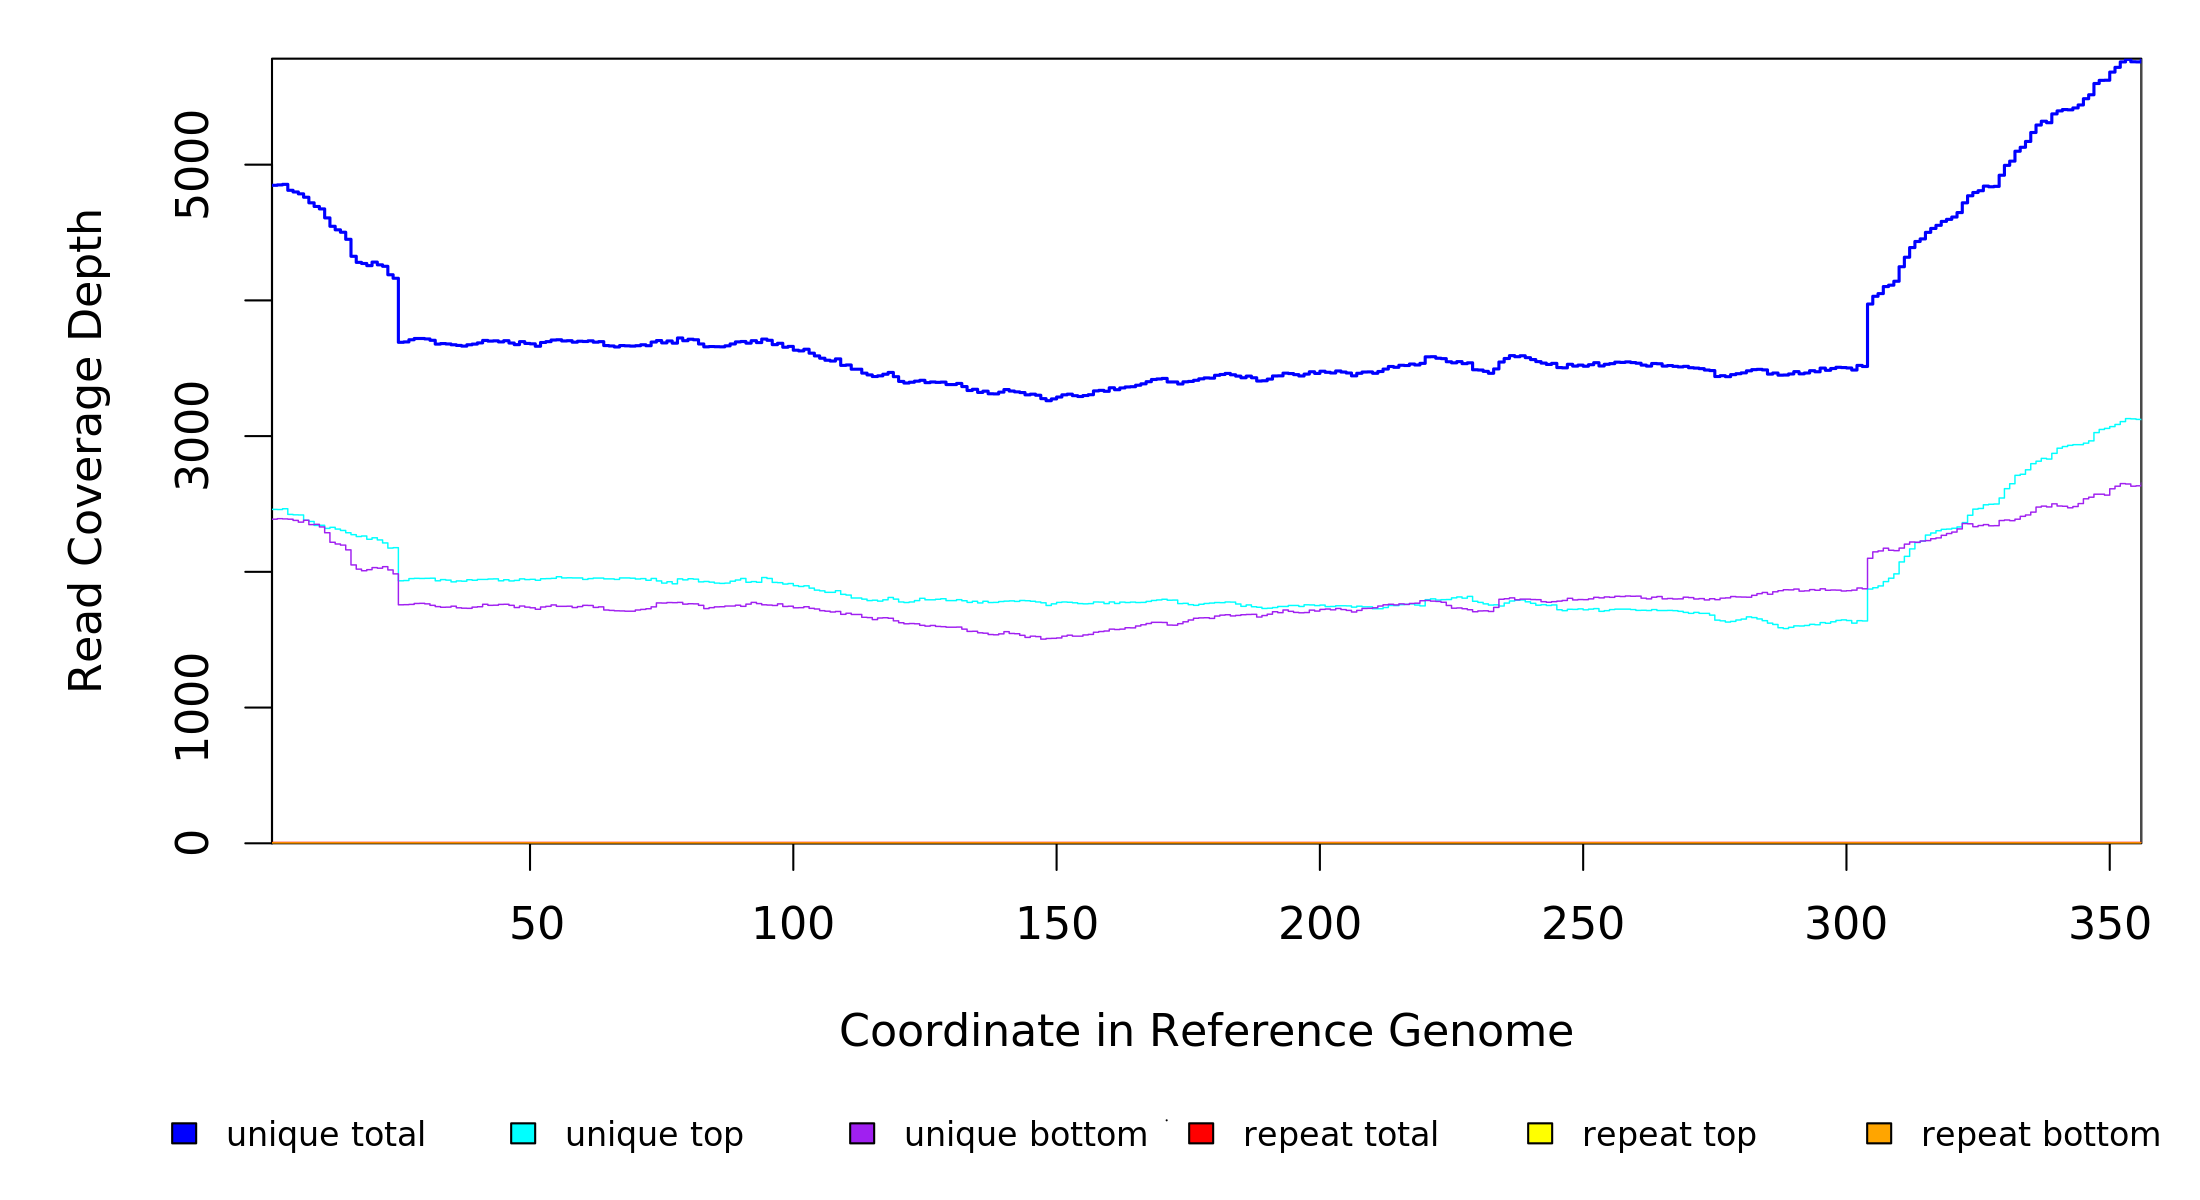 Read Coverage Depth
5000
3000
1000
0
50 100 150 200 250 300 350
Coordinate in Reference Genome
unique total unique top unique bottom repeat total repeat top repeat bottom